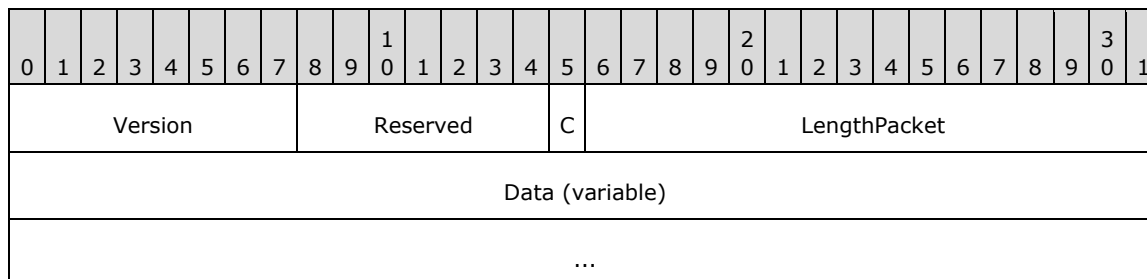 1 2 3
0 1 2 3 4 5 6 7 8 9 0 1 2 3 4 5 6 7 8 9 0 1 2 3 4 5 6 7 8 9 0 1
Version Reserved C LengthPacket
Data (variable)
...